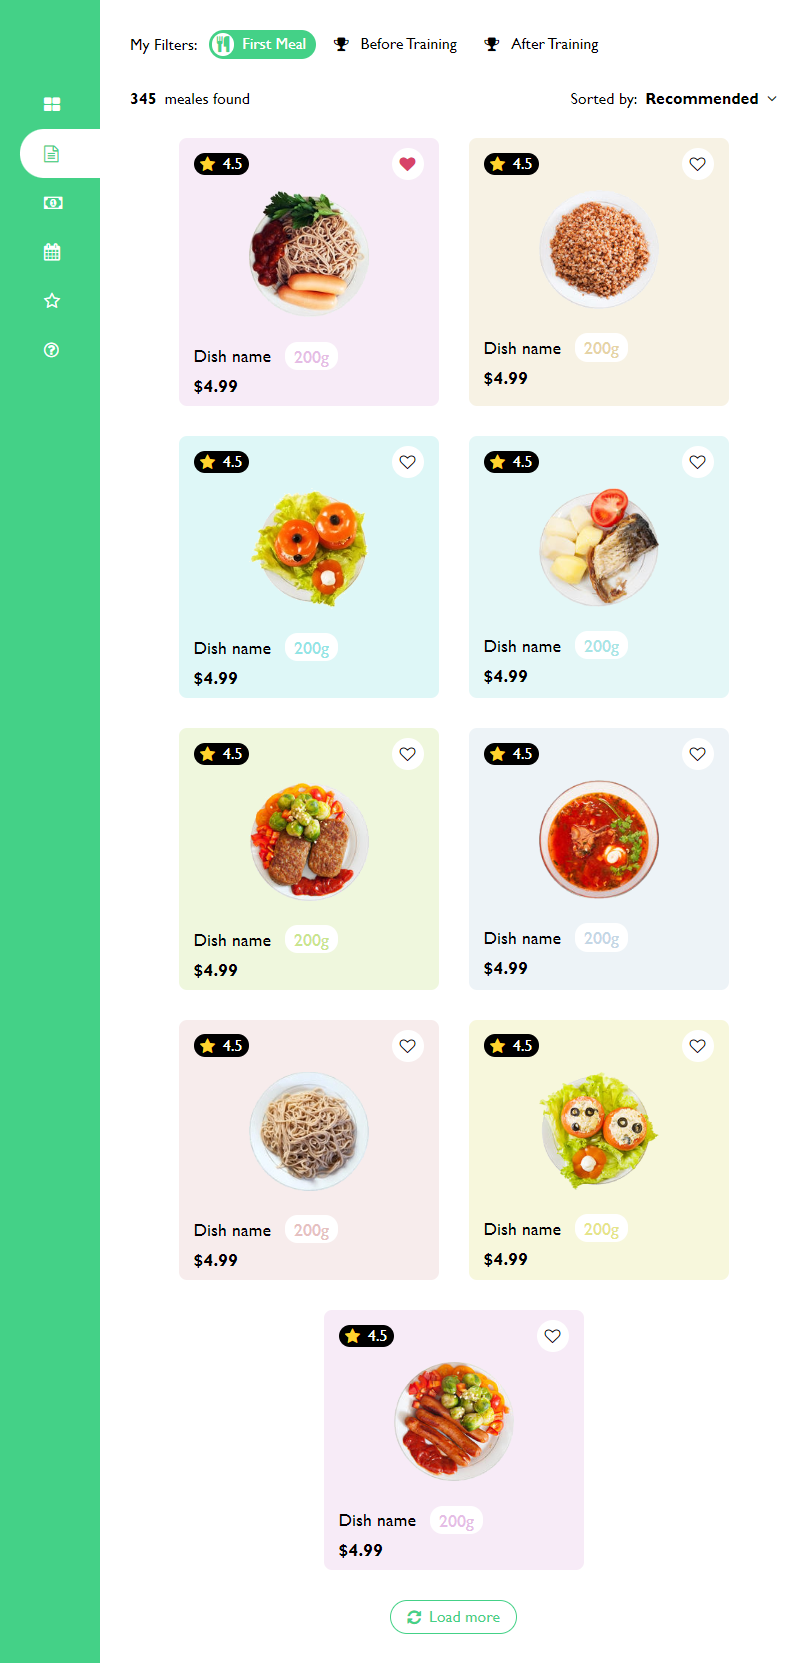 My Filters: First Meal Before Training After Training
345 meales found Sorted by: Recommended
4.5 4.5
Dish name 200g Dish name 200g
$4.99 $4.99
4.5 4.5
Dish name 200g Dish name 200g
$4.99 $4.99
4.5 4.5
Dish name 200g Dish name 200g
$4.99 $4.99
4.5 4.5
Dish name 200g Dish name 200g
$4.99 $4.99
4.5
Dish name 200g
$4.99
Load more